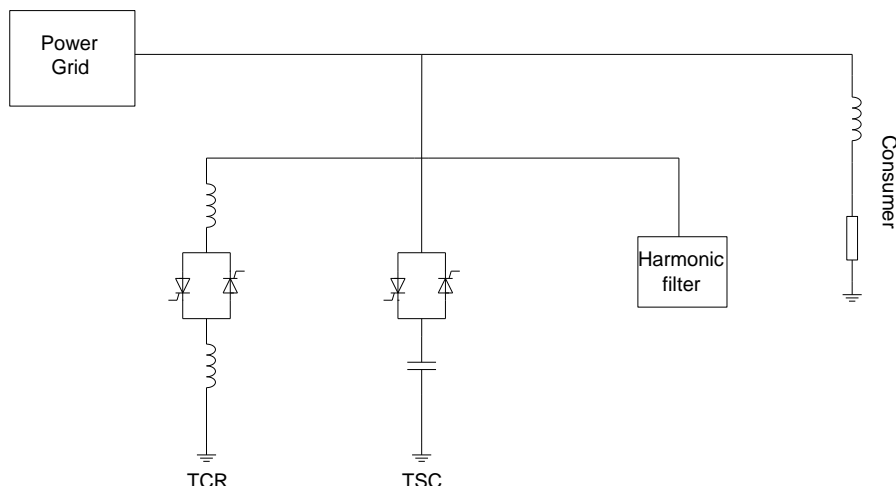 Power
Grid
Consumer
Harmonic
filter
TCR
TSC